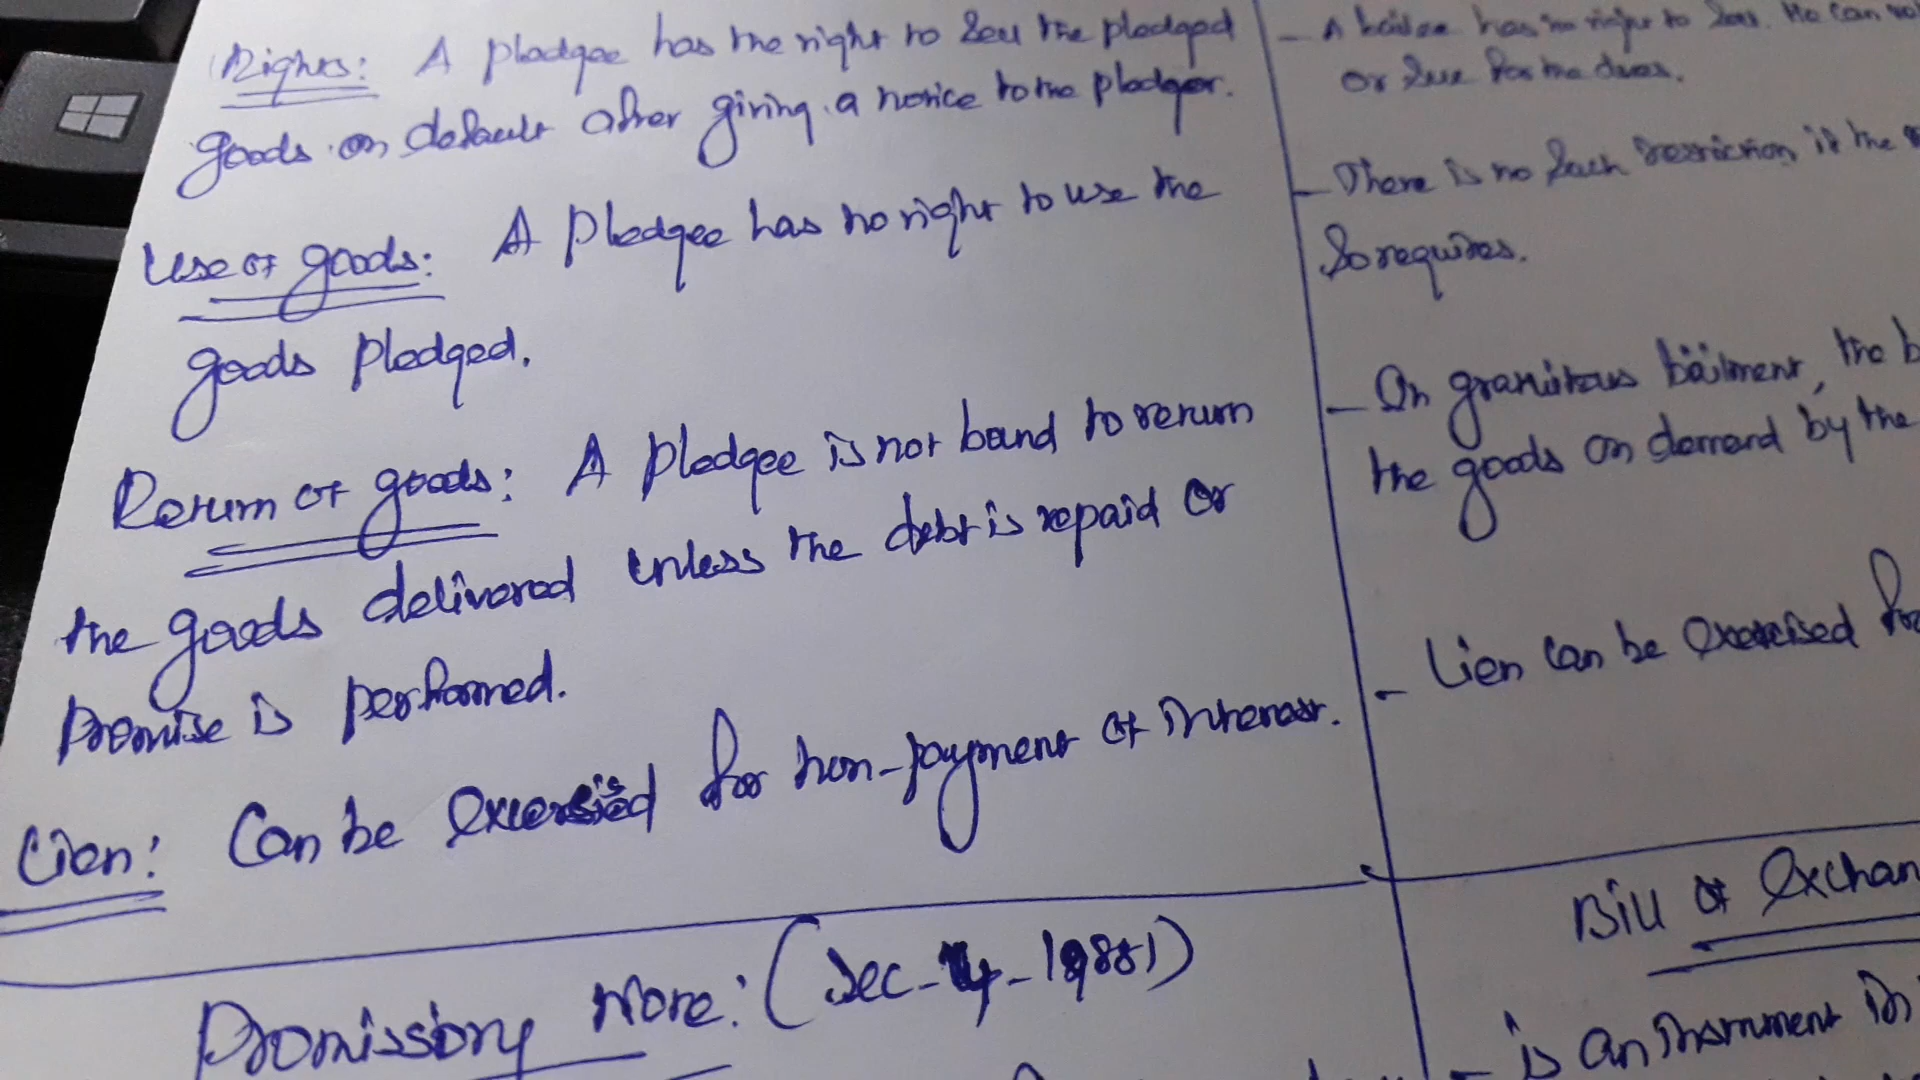 Rights: A pledgee has the right to sell the pledged
goods on default after giving a notice to the pledger.
Use of goods: A pledgee has no right to use the
goods pledged.
Return of goods: A pledgee is not bound to return
the goods delivered unless the debt is repaid or
promise is performed.
Lien: Can be excersied for non-payment of interest.
Promissory Note: (Sec-4-1881)
- A bailee has no right to sell. He can
or sue for the dues.
- There is no such restriction if the
so requires.
- In gratuitous bailment, the b
the goods on demand by the
- Lien can be exercised for
Bill of Exchan
- is an instrument in